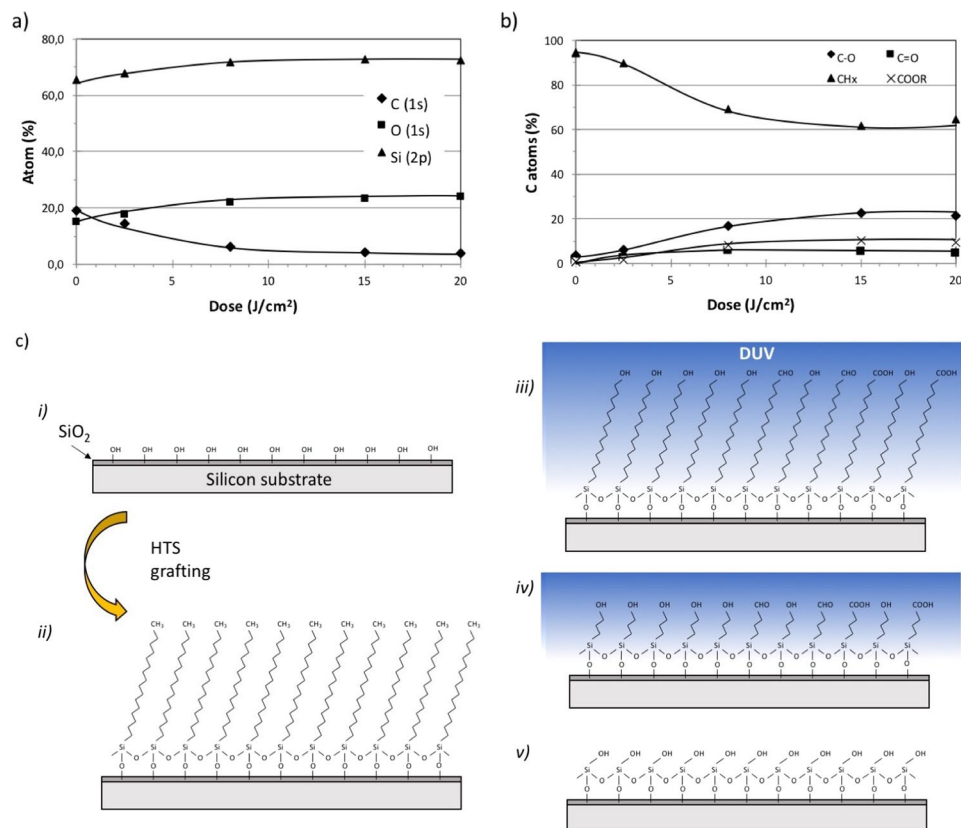 a)
80,0
60,0
40,0
20,0
0,0
Atom (%)
C (1s)
O (1s)
Si (2p)
0 5 10 15 20
Dose (J/cm²)
b)
100
80
60
40
20
0
C atoms (%)
C-O C=O
CHx COOR
0 5 10 15 20
Dose (J/cm²)
c)
i)
SiO₂
OH OH OH OH OH OH OH OH OH OH OH
Silicon substrate
HTS
grafting
ii)
CH₃ CH₃ CH₃ CH₃ CH₃ CH₃ CH₃ CH₃ CH₃ CH₃ CH₃
Si Si Si Si Si Si Si Si Si Si Si
O O O O O O O O O O
O O O O O O O O O O O
DUV
iii)
OH OH OH OH OH CHO OH CHO COOH OH COOH
Si Si Si Si Si Si Si Si Si Si Si
O O O O O O O O O O
O O O O O O O O O O O
iv)
OH OH OH OH OH CHO OH CHO COOH OH COOH
Si Si Si Si Si Si Si Si Si Si Si
O O O O O O O O O O
O O O O O O O O O O O
v)
OH OH OH OH OH OH OH OH OH OH OH
Si Si Si Si Si Si Si Si Si Si Si
O O O O O O O O O O
O O O O O O O O O O O